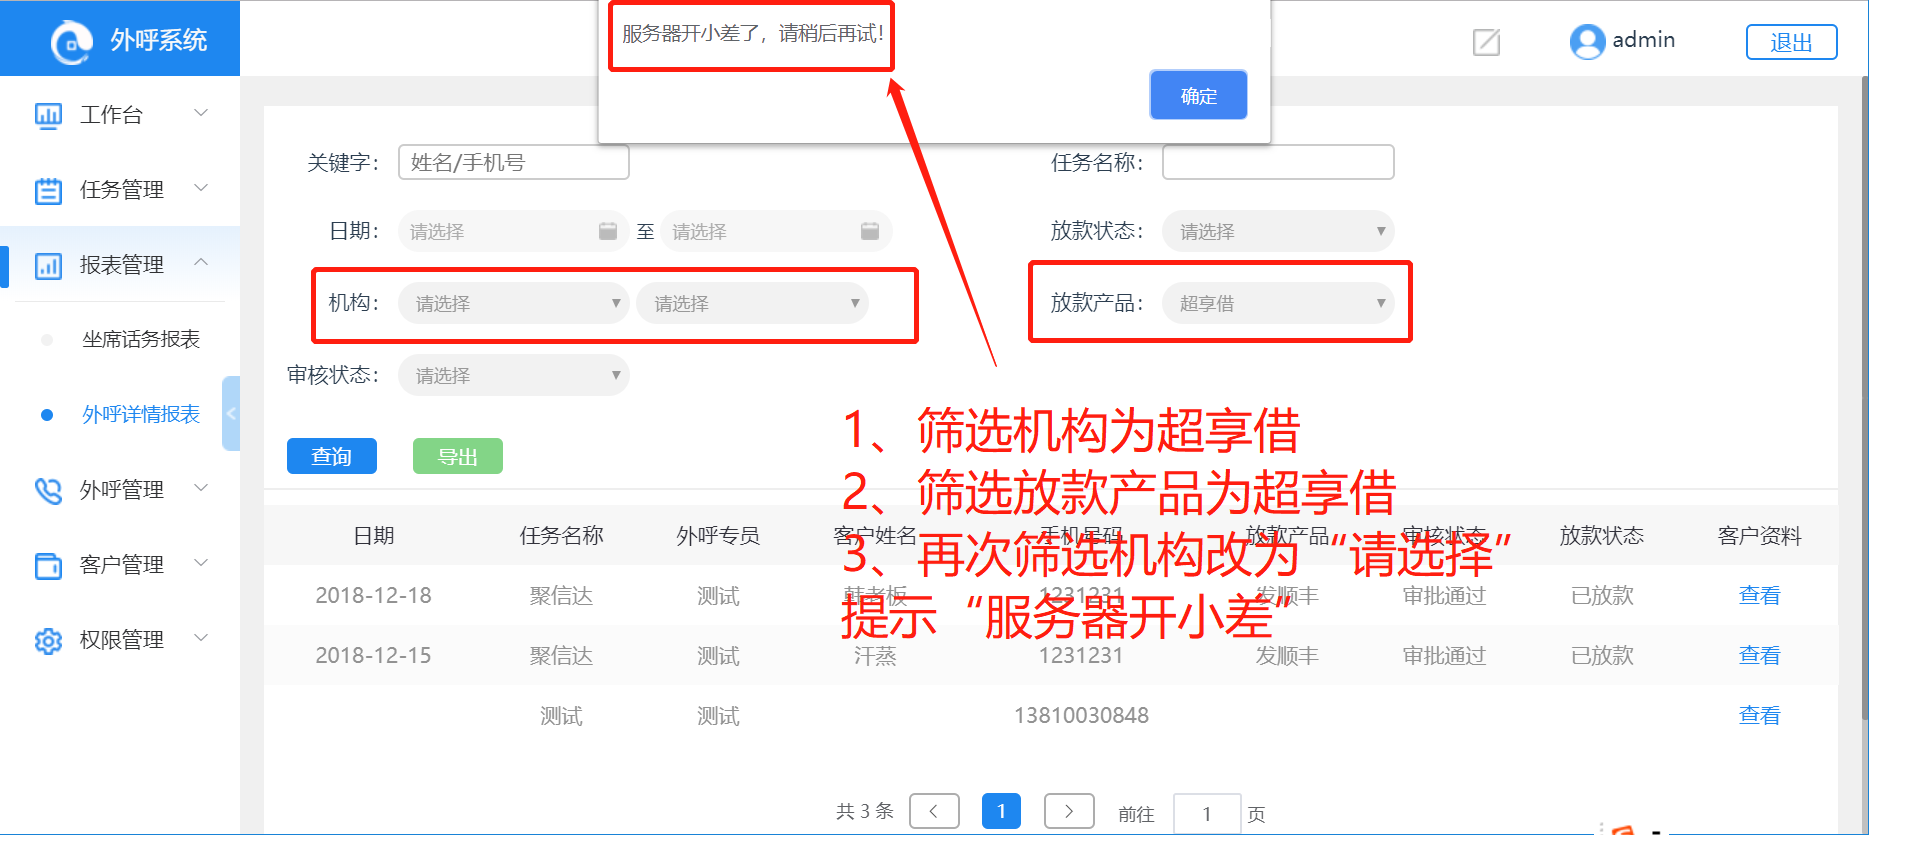 外呼系统
服务器开小差了，请稍后再试！
确定
admin
退出
工作台
任务管理
报表管理
坐席话务报表
外呼详情报表
外呼管理
客户管理
权限管理
关键字： 姓名/手机号
任务名称：
日期： 请选择 至 请选择
放款状态： 请选择
机构： 请选择 请选择
放款产品： 超享借
审核状态： 请选择
查询 导出
1、筛选机构为超享借
2、筛选放款产品为超享借
3、再次筛选机构改为“请选择”
提示“服务器开小差”
日期 任务名称 外呼专员 客户姓名 手机号码 放款产品 审核状态 放款状态 客户资料
2018-12-18 聚信达 测试 韩老板 1231231 发顺丰 审批通过 已放款 查看
2018-12-15 聚信达 测试 汗蒸 1231231 发顺丰 审批通过 已放款 查看
测试 测试 13810030848 查看
共 3 条 < 1 > 前往 1 页